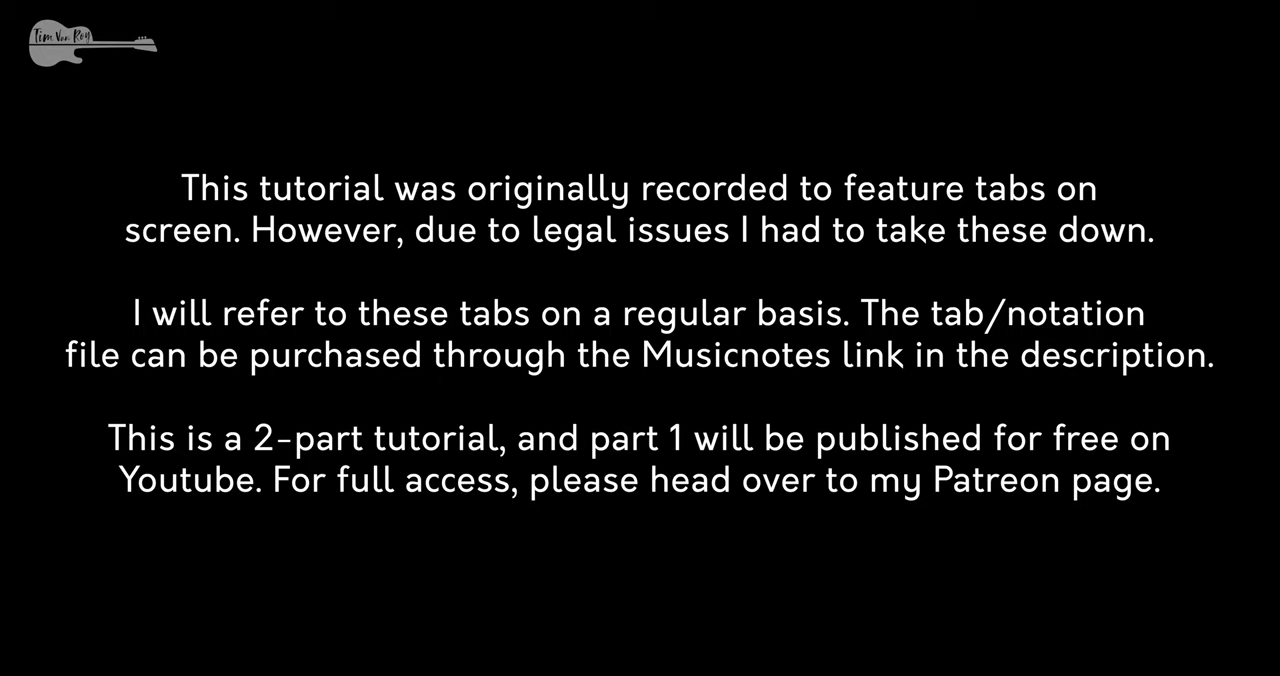 Tim Van Roy
This tutorial was originally recorded to feature tabs on
screen. However, due to legal issues I had to take these down.
I will refer to these tabs on a regular basis. The tab/notation
file can be purchased through the Musicnotes link in the description.
This is a 2-part tutorial, and part 1 will be published for free on
Youtube. For full access, please head over to my Patreon page.